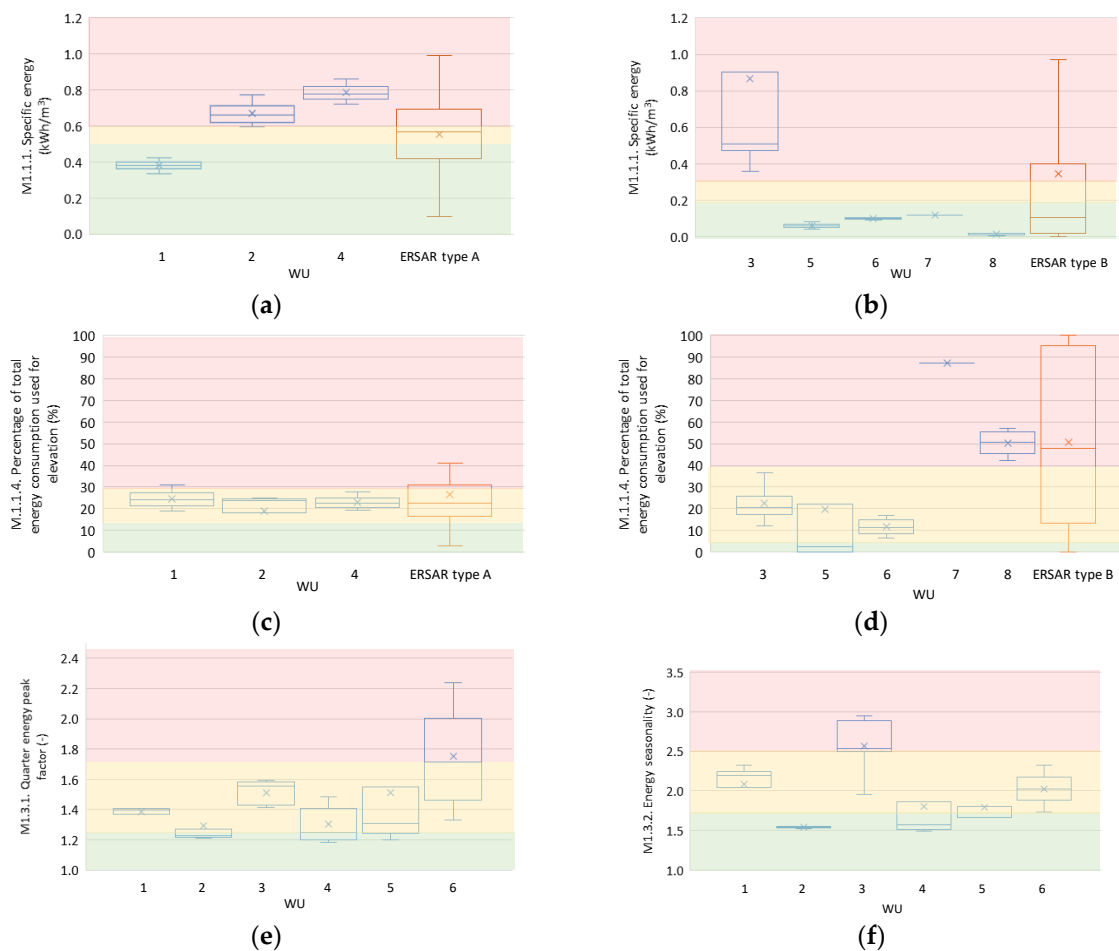 M1.1.1. Specific energy
(kWh/m³)
1.2
1.0
0.8
0.6
0.4
0.2
0.0
1 2 4 ERSAR type A
WU
(a)
M1.1.1. Specific energy
(kWh/m³)
1.2
1.0
0.8
0.6
0.4
0.2
0.0
3 5 6 7 8 ERSAR type B
WU
(b)
M.1.1.4. Percentage of total
energy consumption used for
elevation (%)
100
90
80
70
60
50
40
30
20
10
0
1 2 4 ERSAR type A
WU
(c)
M.1.1.4. Percentage of total
energy consumption used for
elevation (%)
100
90
80
70
60
50
40
30
20
10
0
3 5 6 7 8 ERSAR type B
WU
(d)
M1.3.1. Quarter energy peak
factor (-)
2.4
2.2
2.0
1.8
1.6
1.4
1.2
1.0
1 2 3 4 5 6
WU
(e)
M1.3.2. Energy seasonality (-)
3.5
3.0
2.5
2.0
1.5
1.0
1 2 3 4 5 6
WU
(f)